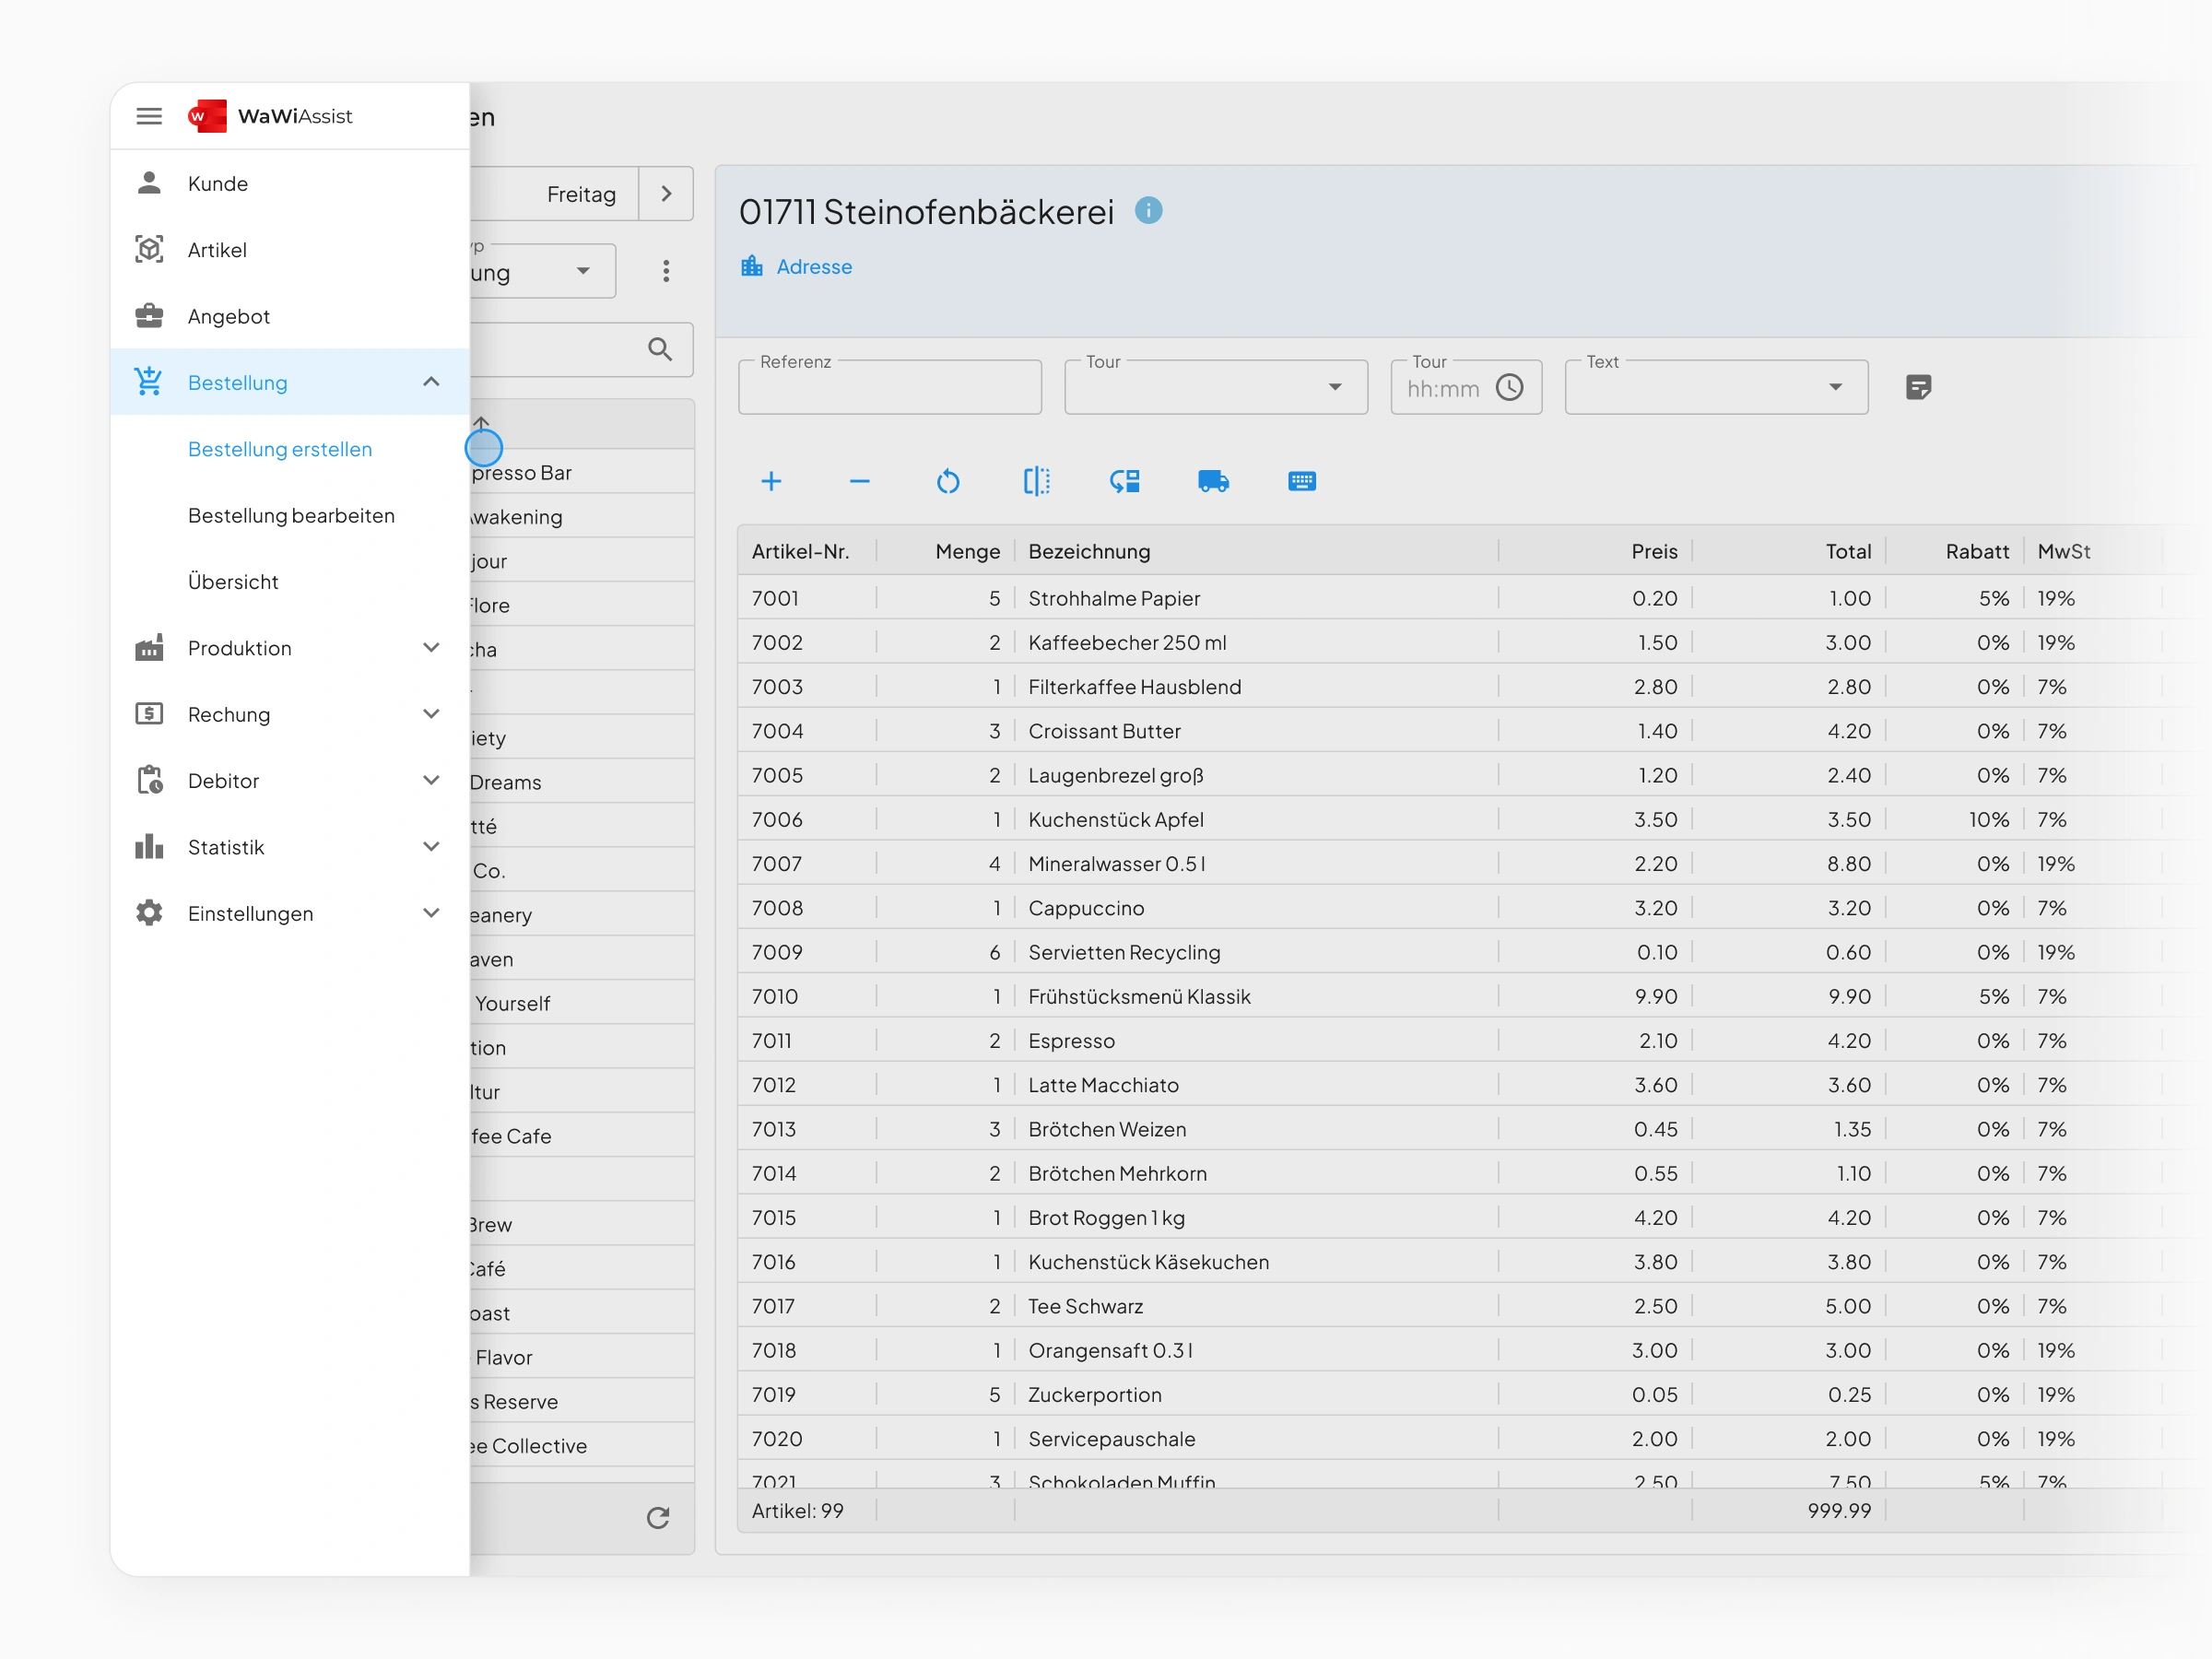 W WaWiAssist
Kunde
Artikel
Angebot
Bestellung
Bestellung erstellen
Bestellung bearbeiten
Übersicht
Produktion
Rechung
Debitor
Statistik
Einstellungen
en
Freitag
yp
ung
presso Bar
Awakening
jour
Flore
cha
iety
Dreams
tté
Co.
eanery
aven
Yourself
tion
ltur
fee Cafe
Brew
Café
oast
Flavor
s Reserve
ee Collective
01711 Steinofenbäckerei
Adresse
Referenz
Tour
Tour
hh:mm
Text
Artikel-Nr. Menge Bezeichnung Preis Total Rabatt MwSt
7001 5 Strohhalme Papier 0.20 1.00 5% 19%
7002 2 Kaffeebecher 250 ml 1.50 3.00 0% 19%
7003 1 Filterkaffee Hausblend 2.80 2.80 0% 7%
7004 3 Croissant Butter 1.40 4.20 0% 7%
7005 2 Laugenbrezel groß 1.20 2.40 0% 7%
7006 1 Kuchenstück Apfel 3.50 3.50 10% 7%
7007 4 Mineralwasser 0.5 l 2.20 8.80 0% 19%
7008 1 Cappuccino 3.20 3.20 0% 7%
7009 6 Servietten Recycling 0.10 0.60 0% 19%
7010 1 Frühstücksmenü Klassik 9.90 9.90 5% 7%
7011 2 Espresso 2.10 4.20 0% 7%
7012 1 Latte Macchiato 3.60 3.60 0% 7%
7013 3 Brötchen Weizen 0.45 1.35 0% 7%
7014 2 Brötchen Mehrkorn 0.55 1.10 0% 7%
7015 1 Brot Roggen 1 kg 4.20 4.20 0% 7%
7016 1 Kuchenstück Käsekuchen 3.80 3.80 0% 7%
7017 2 Tee Schwarz 2.50 5.00 0% 7%
7018 1 Orangensaft 0.3 l 3.00 3.00 0% 19%
7019 5 Zuckerportion 0.05 0.25 0% 19%
7020 1 Servicepauschale 2.00 2.00 0% 19%
7021 3 Schokoladen Muffin 2.50 7.50 5% 7%
Artikel: 99 999.99